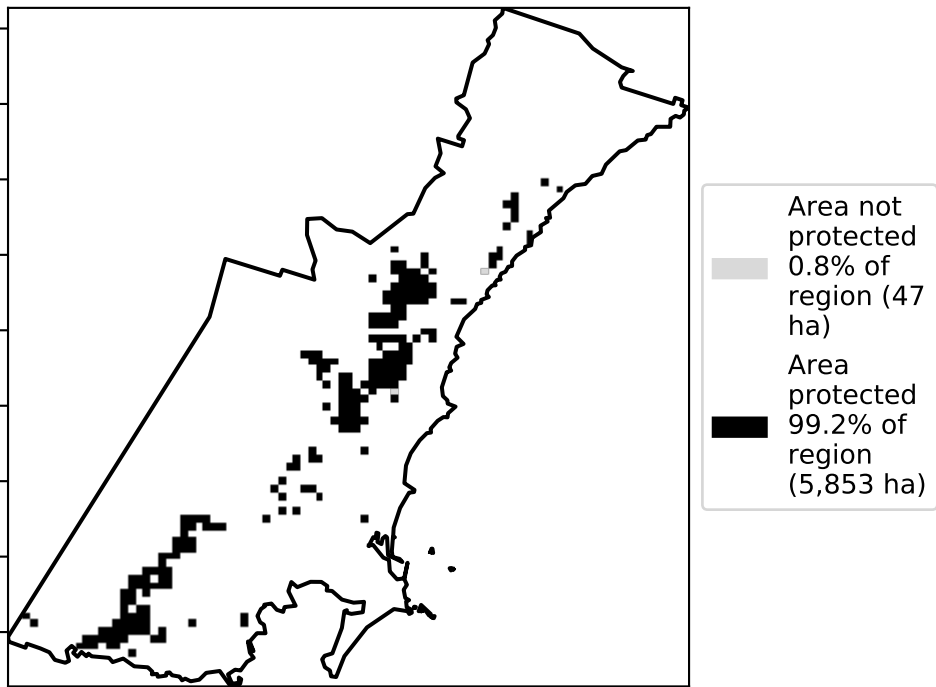 Area not
protected
0.8% of
region (47
ha)
Area
protected
99.2% of
region
(5,853 ha)